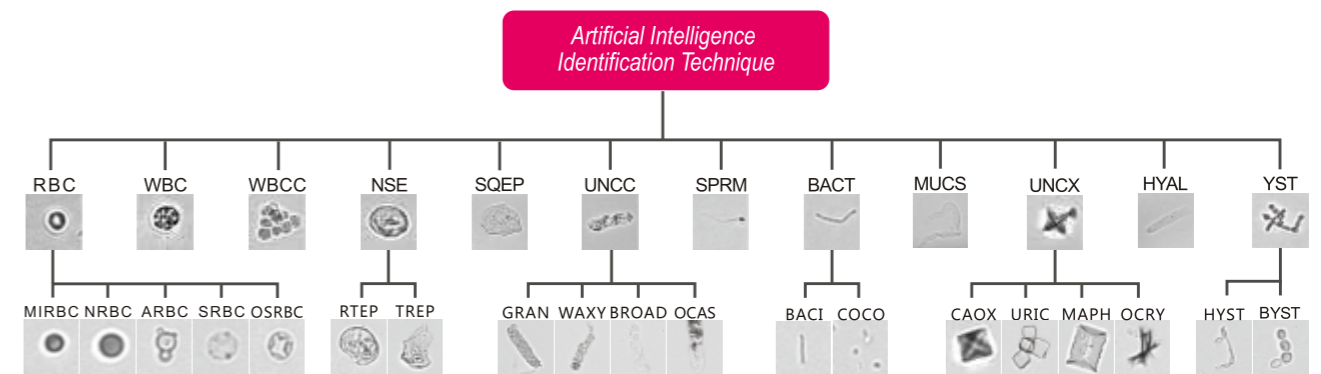 Artificial Intelligence
Identification Technique
RBC WBC WBCC NSE SQEP UNCC SPRM BACT MUCS UNCX HYAL YST
MIRBC NRBC ARBC SRBC OSRBC RTEP TREP GRAN WAXY BROAD OCAS BACI COCO CAOX URIC MAPH OCRY HYST BYST